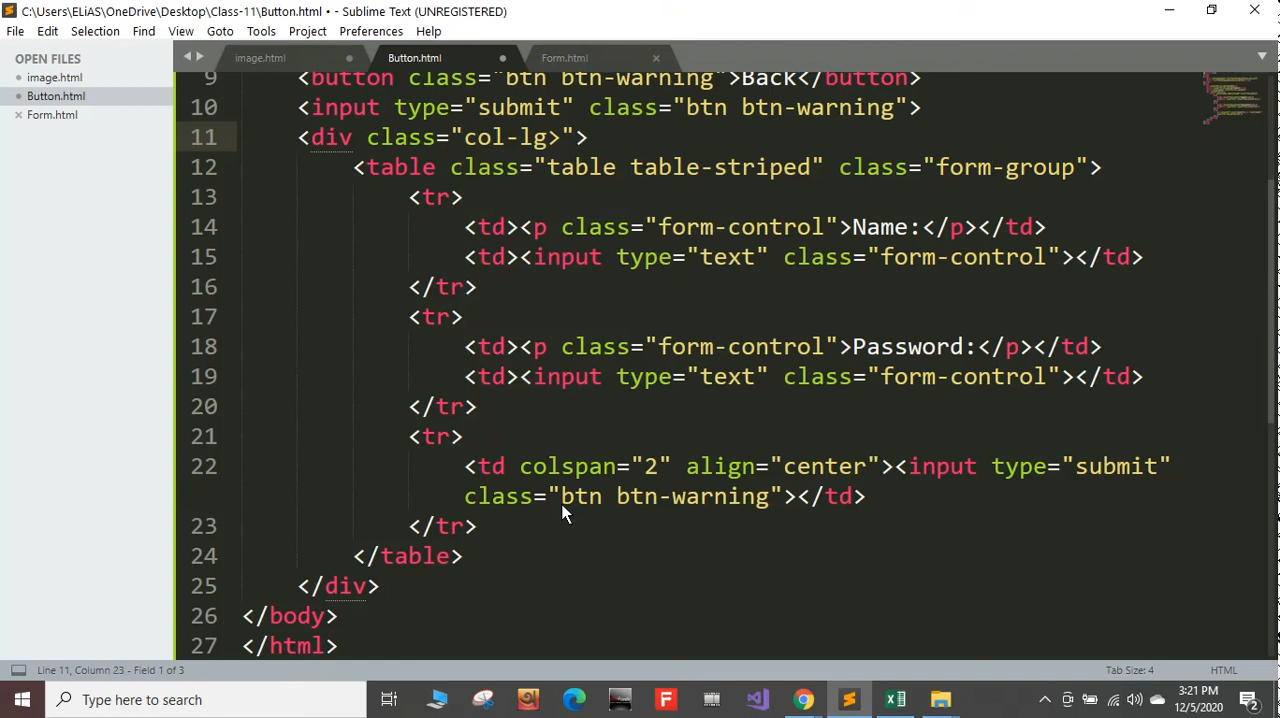 C:\Users\ELiAS\OneDrive\Desktop\Class-11\Button.html • - Sublime Text (UNREGISTERED)
File Edit Selection Find View Goto Tools Project Preferences Help
OPEN FILES
image.html
Button.html
Form.html
image.html Button.html Form.html
9 <button class="btn btn-warning">Back</button>
10 <input type="submit" class="btn btn-warning">
11 <div class="col-lg>">
12 <table class="table table-striped" class="form-group">
13 <tr>
14 <td><p class="form-control">Name:</p></td>
15 <td><input type="text" class="form-control"></td>
16 </tr>
17 <tr>
18 <td><p class="form-control">Password:</p></td>
19 <td><input type="text" class="form-control"></td>
20 </tr>
21 <tr>
22 <td colspan="2" align="center"><input type="submit"
class="btn btn-warning"></td>
23 </tr>
24 </table>
25 </div>
26 </body>
27 </html>
Line 11, Column 23 - Field 1 of 3 Tab Size: 4 HTML
Type here to search
3:21 PM
12/5/2020
2